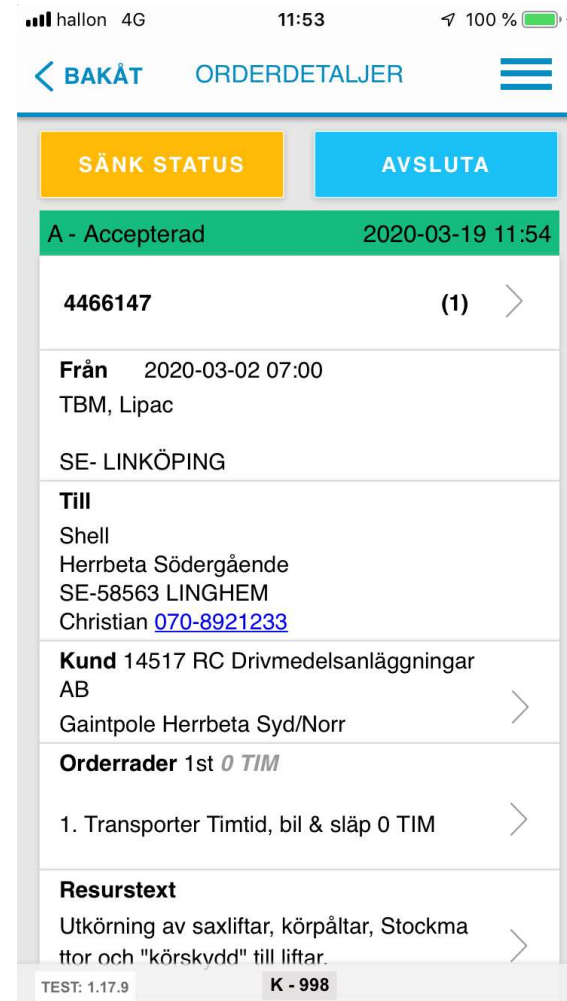 hallon 4G 11:53 100 %
BAKÅT ORDERDETALJER
SÄNK STATUS AVSLUTA
A - Accepterad 2020-03-19 11:54
4466147 (1)
Från 2020-03-02 07:00
TBM, Lipac
SE- LINKÖPING
Till
Shell
Herrbeta Södergående
SE-58563 LINGHEM
Christian 070-8921233
Kund 14517 RC Drivmedelsanläggningar
AB
Gaintpole Herrbeta Syd/Norr
Orderrader 1st 0 TIM
1. Transporter Timtid, bil & släp 0 TIM
Resurstext
Utkörning av saxliftar, körpåltar, Stockma
ttor och "körskydd" till liftar.
TEST: 1.17.9 K - 998